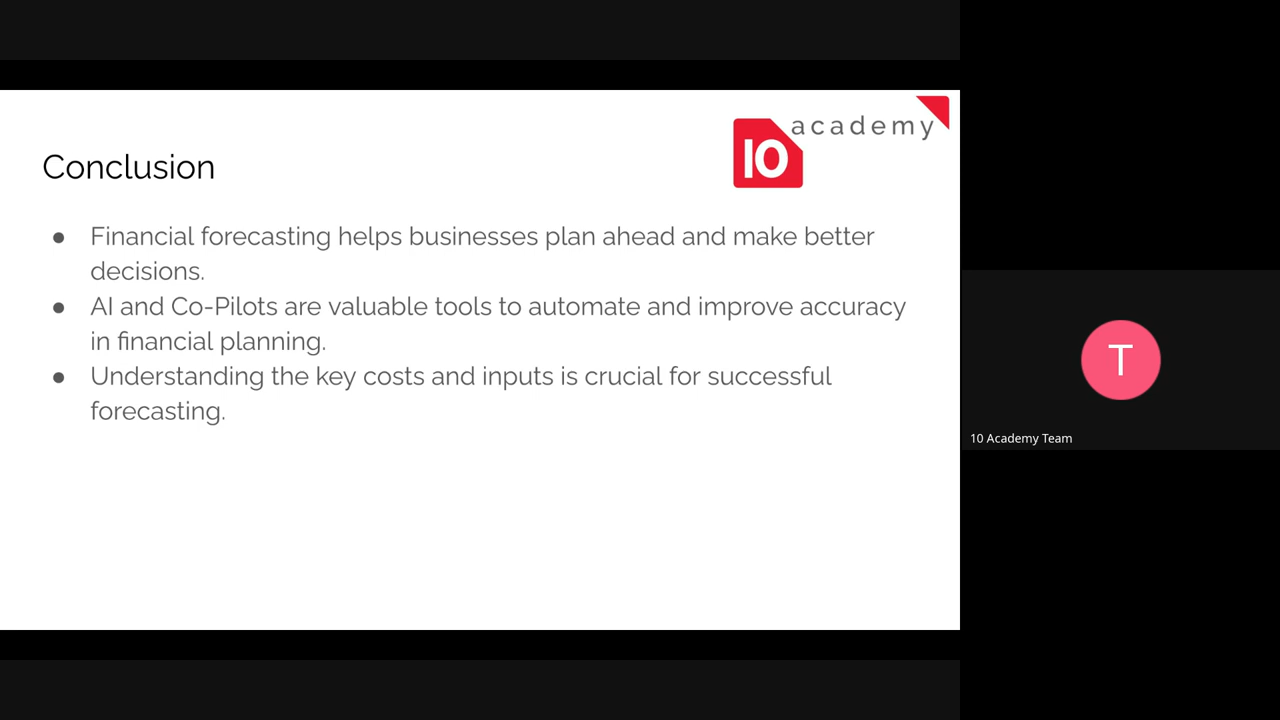 academy
10
Conclusion
● Financial forecasting helps businesses plan ahead and make better
decisions.
● AI and Co-Pilots are valuable tools to automate and improve accuracy
in financial planning.
● Understanding the key costs and inputs is crucial for successful
forecasting.
T
10 Academy Team